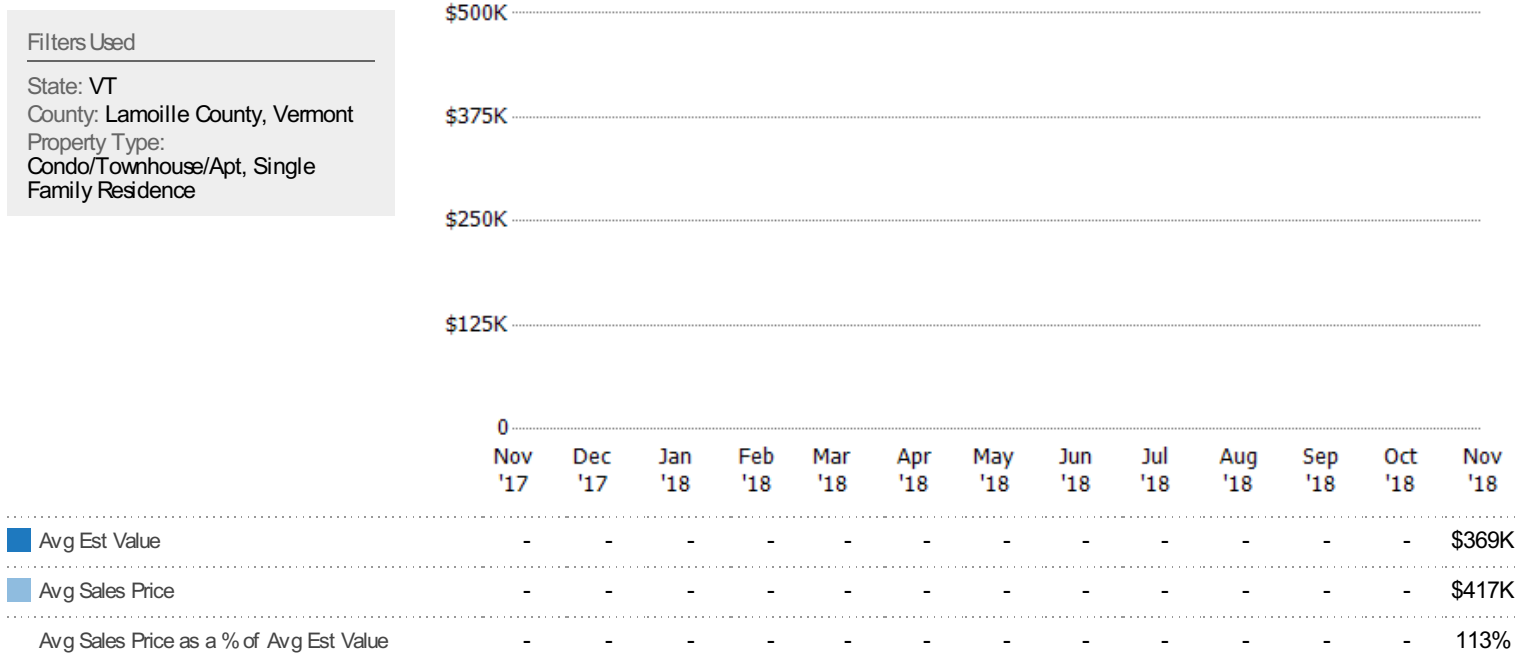 Filters Used
State: VT
County: Lamoille County, Vermont
Property Type:
Condo/Townhouse/Apt, Single
Family Residence
$500K
$375K
$250K
$125K
0
Nov Dec Jan Feb Mar Apr May Jun Jul Aug Sep Oct Nov
'17 '17 '18 '18 '18 '18 '18 '18 '18 '18 '18 '18 '18
Avg Est Value - - - - - - - - - - - - $369K
Avg Sales Price - - - - - - - - - - - - $417K
Avg Sales Price as a % of Avg Est Value - - - - - - - - - - - - 113%